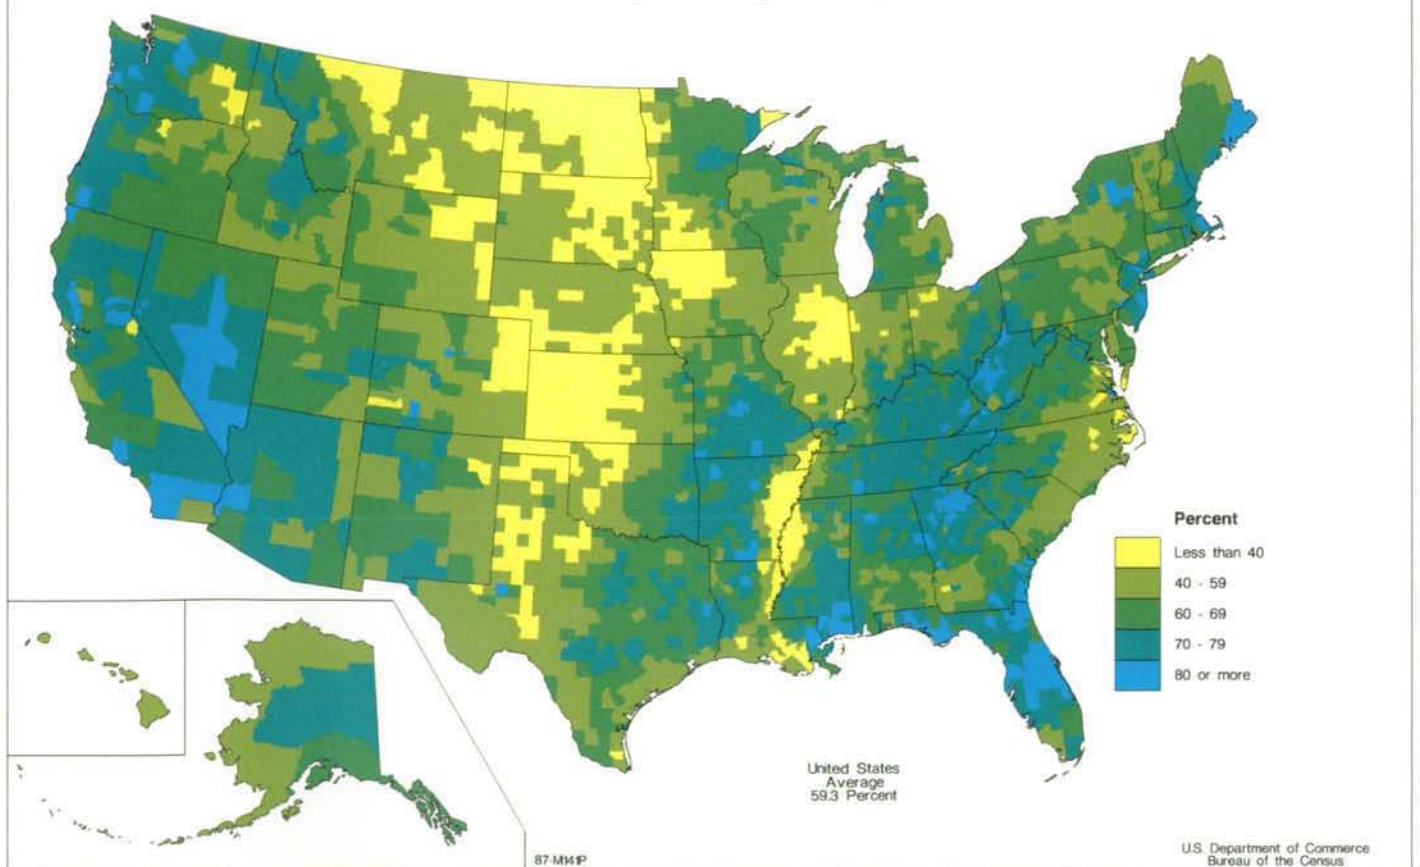 Percent
Less than 40
40 - 59
60 - 69
70 - 79
80 or more
United States
Average
59.3 Percent
87-M141P
U.S. Department of Commerce
Bureau of the Census